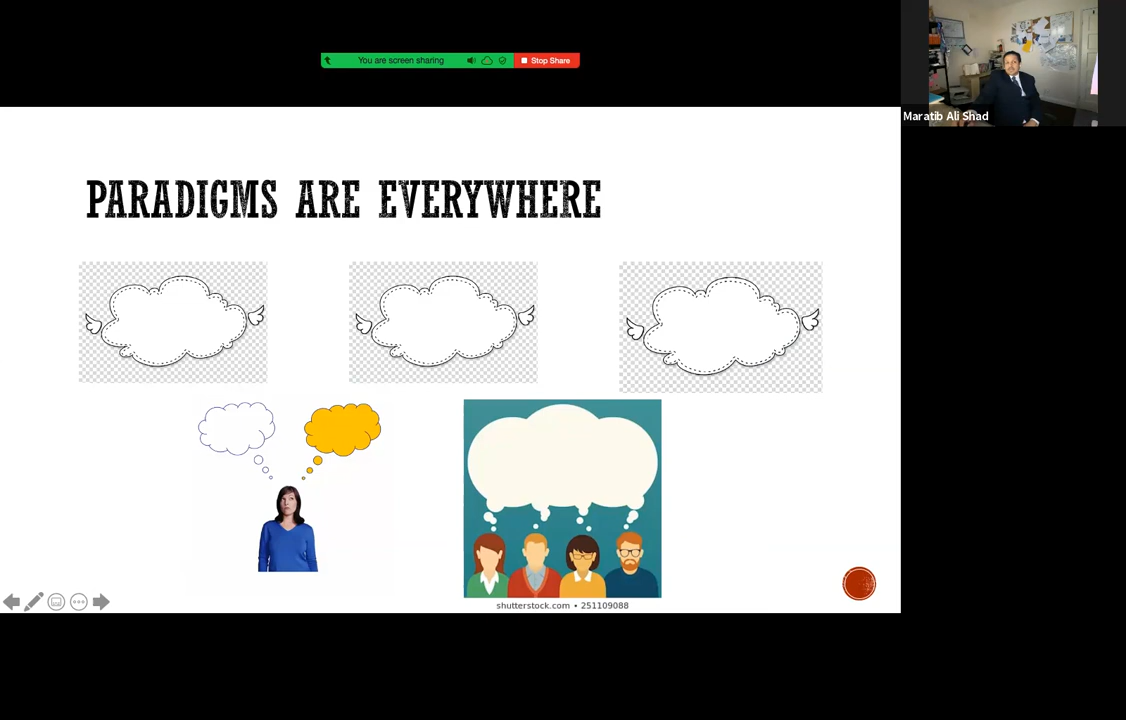 You are screen sharing
Stop Share
Maratib Ali Shad
PARADIGMS ARE EVERYWHERE
shutterstock.com • 251109088